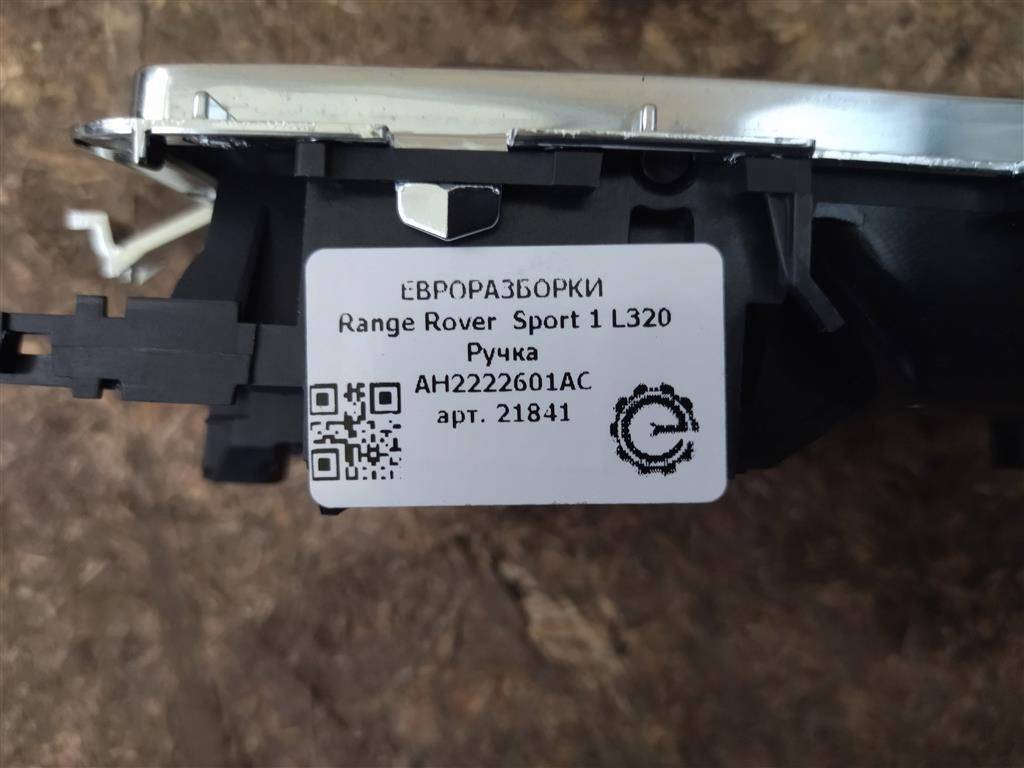 ЕВРОРАЗБОРКИ
Range Rover Sport 1 L320
Ручка
AH2222601AC
арт. 21841